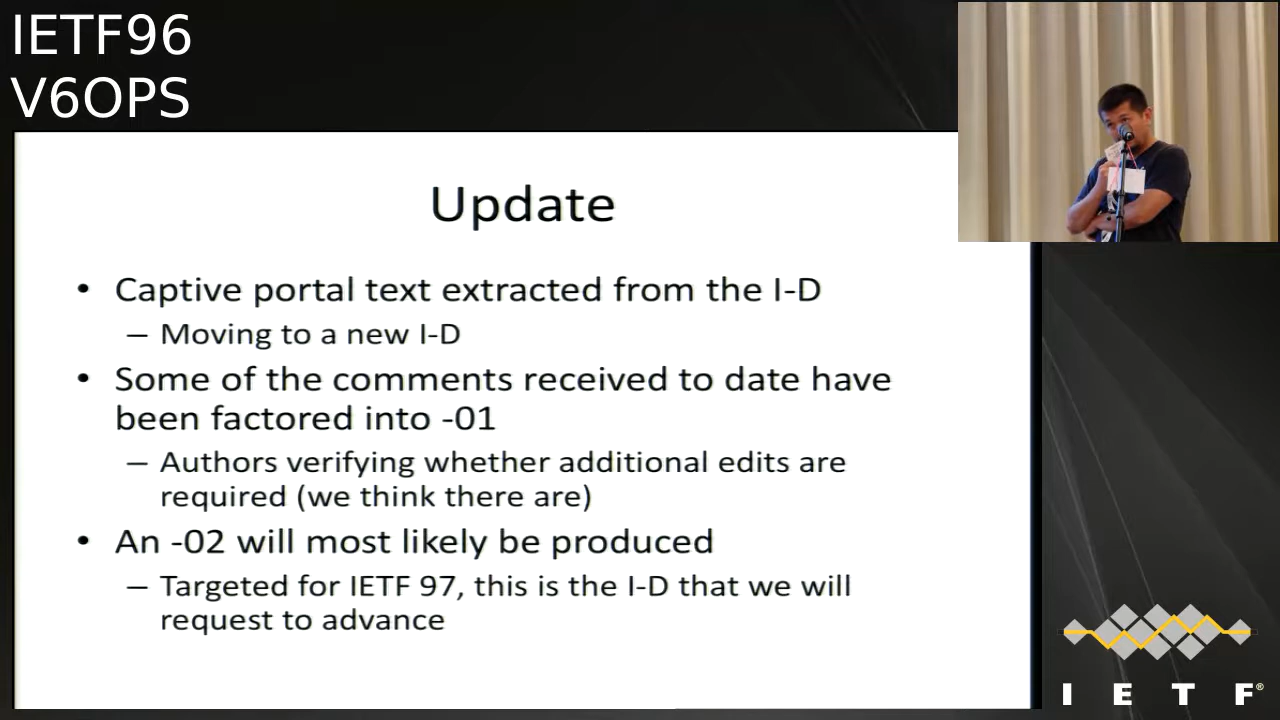 IETF96
V6OPS
Update
• Captive portal text extracted from the I-D
– Moving to a new I-D
• Some of the comments received to date have
been factored into -01
– Authors verifying whether additional edits are
required (we think there are)
• An -02 will most likely be produced
– Targeted for IETF 97, this is the I-D that we will
request to advance
I E T F®